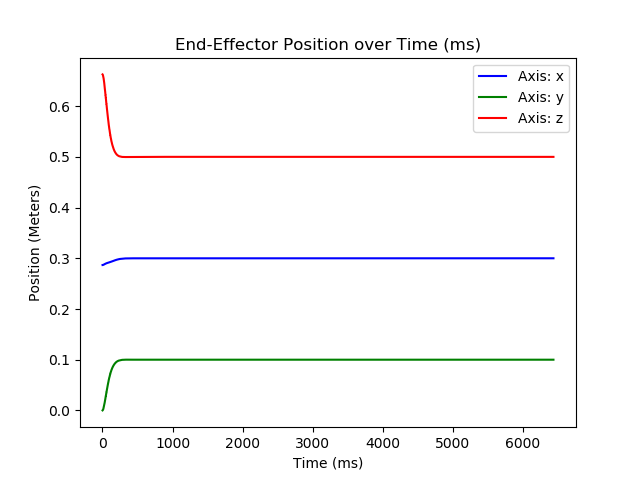 End-Effector Position over Time (ms)
Axis: x
Axis: y
Axis: z
Position (Meters)
0.6
0.5
0.4
0.3
0.2
0.1
0.0
0 1000 2000 3000 4000 5000 6000
Time (ms)